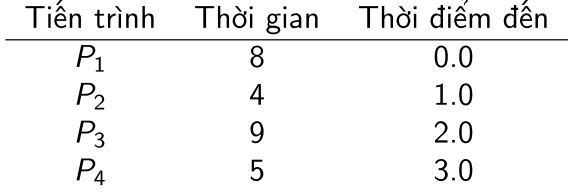 Tiến trình Thời gian Thời điểm đến
P1 8 0.0
P2 4 1.0
P3 9 2.0
P4 5 3.0